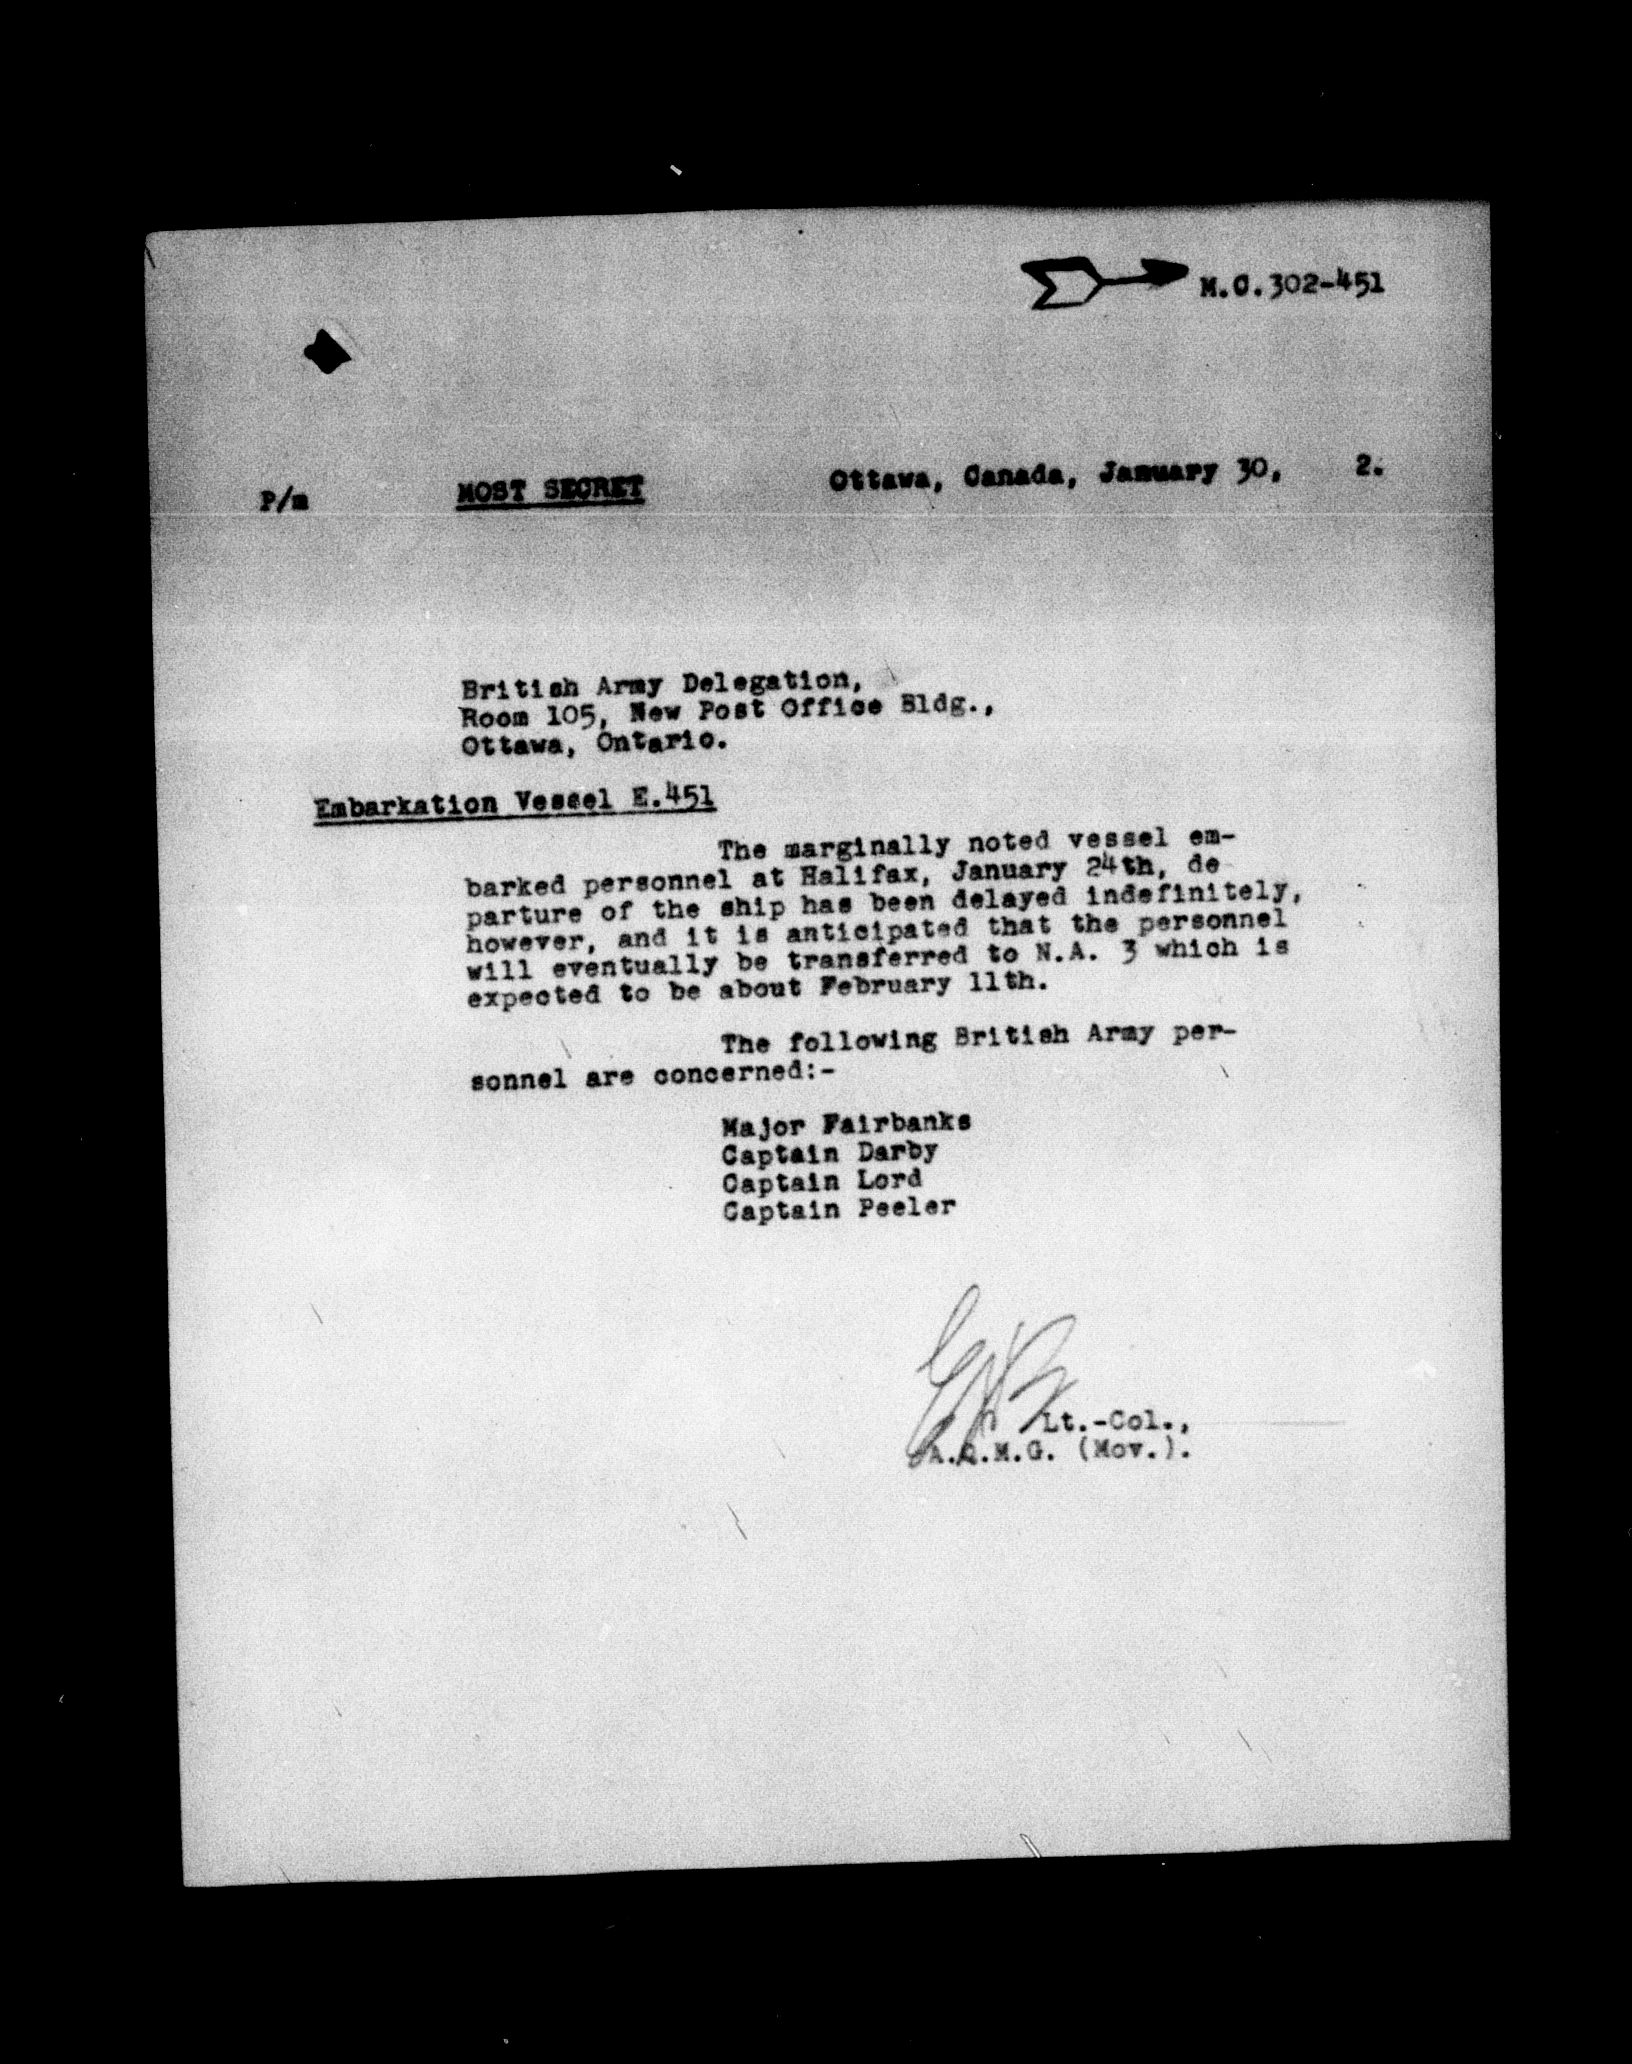 M.C.302-451
P/m MOST SECRET Ottawa, Canada, January 30, 2.
British Army Delegation,
Room 105, New Post Office Bldg.,
Ottawa, Ontario.
Embarkation Vessel E.451
The marginally noted vessel em-
barked personnel at Halifax, January 24th, de
parture of the ship has been delayed indefinitely,
however, and it is anticipated that the personnel
will eventually be transferred to N.A. 3 which is
expected to be about February 11th.
The following British Army per-
sonnel are concerned:-
Major Fairbanks
Captain Darby
Captain Lord
Captain Peeler
Lt.-Col.,
A.Q.M.G. (Mov.).